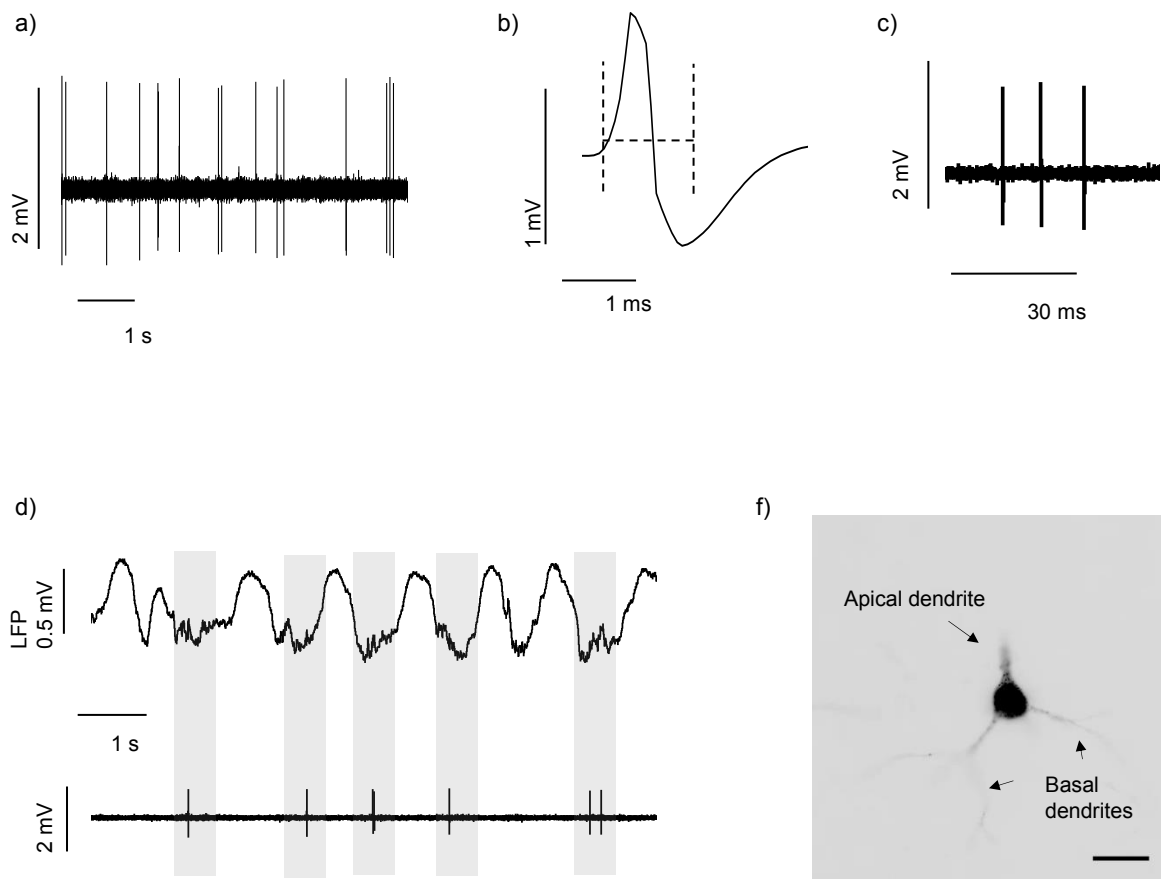 a)
2 mV
1 s
b)
1 mV
1 ms
c)
2 mV
30 ms
d)
LFP
0.5 mV
1 s
2 mV
f)
Apical dendrite
Basal
dendrites